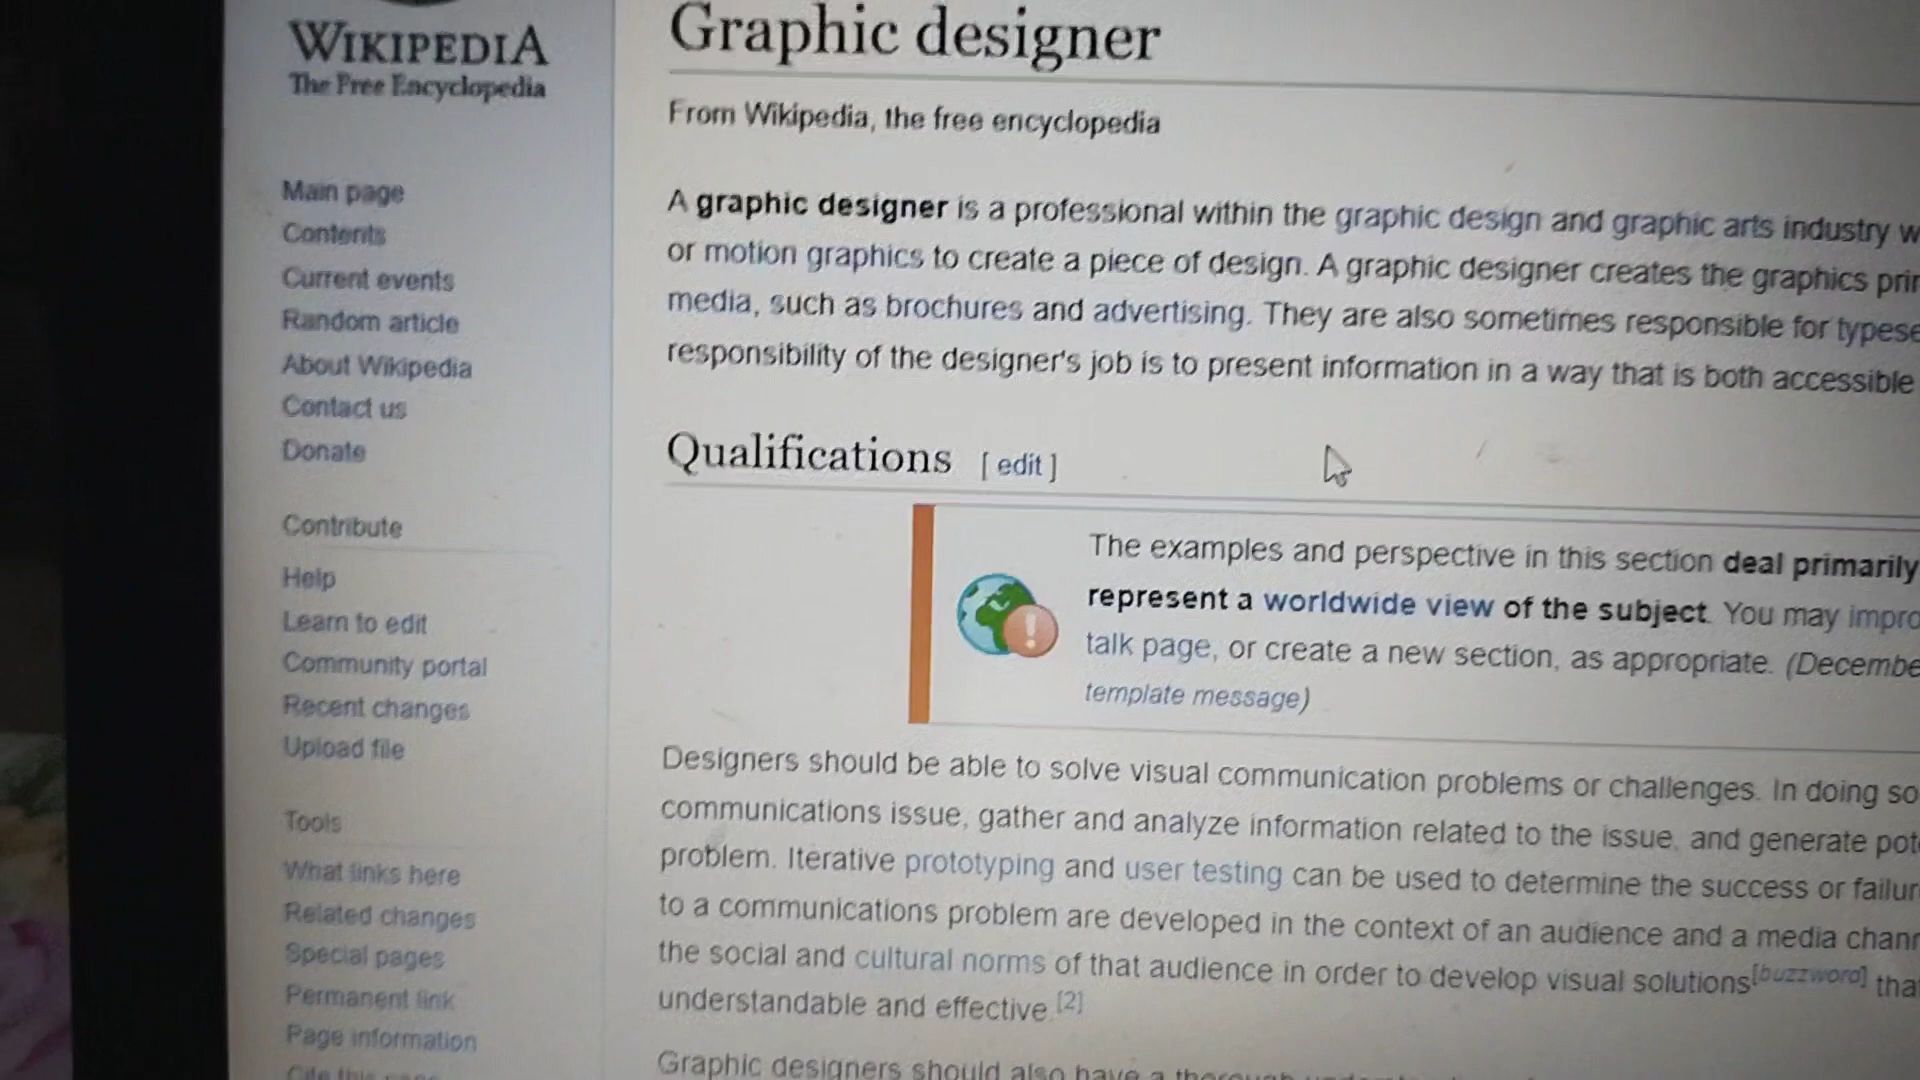 WIKIPEDIA
The Free Encyclopedia
Main page
Contents
Current events
Random article
About Wikipedia
Contact us
Donate
Contribute
Help
Learn to edit
Community portal
Recent changes
Upload file
Tools
What links here
Related changes
Special pages
Permanent link
Page information
Graphic designer
From Wikipedia, the free encyclopedia
A graphic designer is a professional within the graphic design and graphic arts industry
or motion graphics to create a piece of design. A graphic designer creates the graphics
media, such as brochures and advertising. They are also sometimes responsible for
responsibility of the designer's job is to present information in a way that is both accessible
Qualifications [ edit ]
The examples and perspective in this section deal primarily
represent a worldwide view of the subject. You may
talk page, or create a new section, as appropriate.
template message)
Designers should be able to solve visual communication problems or challenges. In doing so
communications issue, gather and analyze information related to the issue, and generate
problem. Iterative prototyping and user testing can be used to determine the success or
to a communications problem are developed in the context of an audience and a media
the social and cultural norms of that audience in order to develop visual solutions[buzzword]
understandable and effective.[2]
Graphic designers should also have a